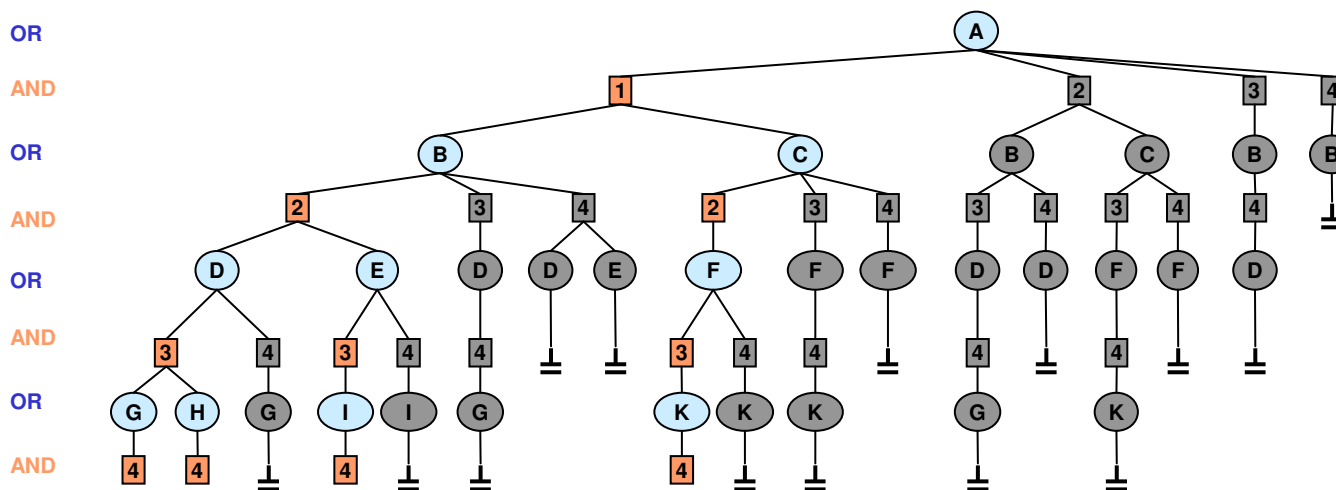 OR A
AND 1 2 3 4
OR B C B C B B
AND 2 3 4 2 3 4 3 4 3 4 4
OR D E D D E F F F D D F F D
AND 3 4 3 4 4 3 4 4 4 4
OR G H G I I G K K K G K
AND 4 4 4 4